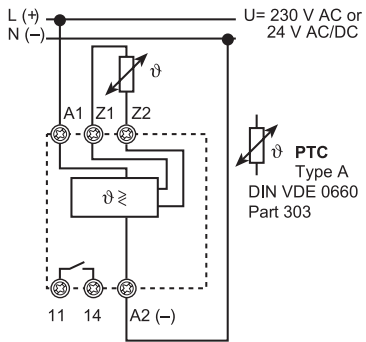 L (+)
U= 230 V AC or
N (–)
24 V AC/DC
ϑ
A1 Z1 Z2
ϑ PTC
Type A
DIN VDE 0660
Part 303
ϑ ≥
11 14 A2 (–)